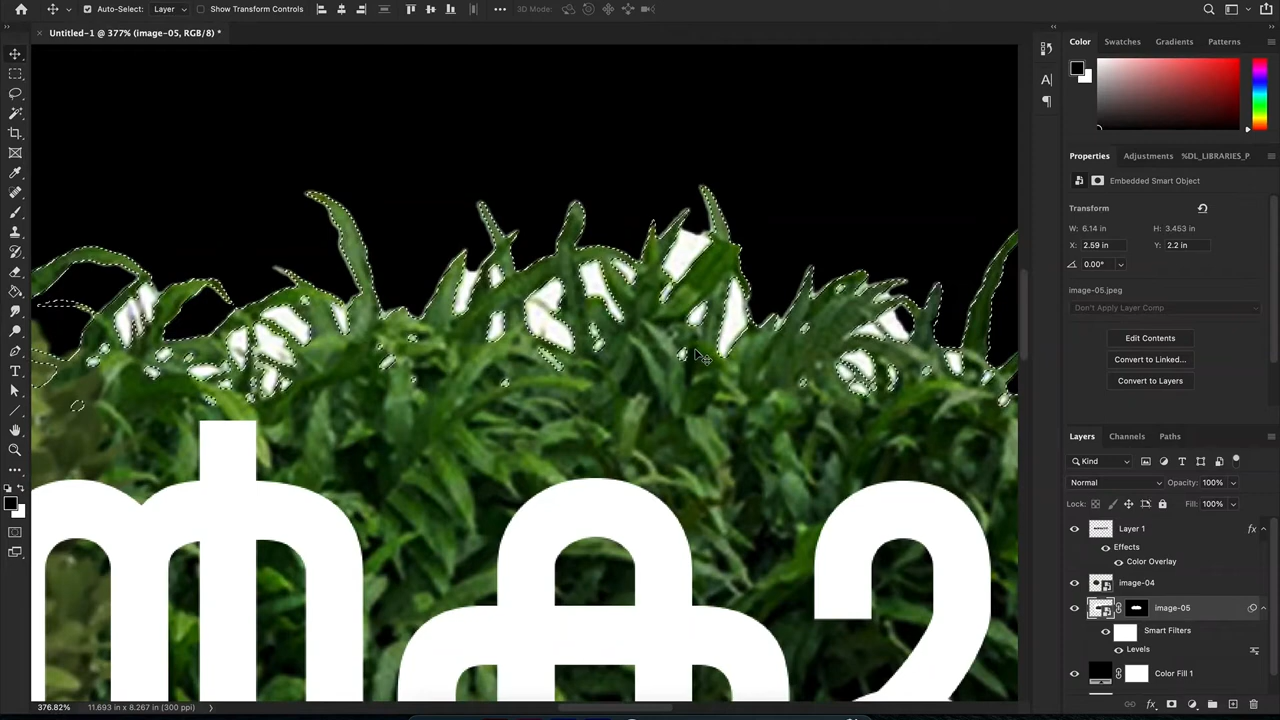 Auto-Select: Layer Show Transform Controls 3D Mode:
× Untitled-1 @ 377% (image-05, RGB/8) *
Color Swatches Gradients Patterns
Properties Adjustments %DL_LIBRARIES_P
Embedded Smart Object
Transform
W: 6.14 in H: 3.453 in
X: 2.59 in Y: 2.2 in
0.00°
image-05.jpeg
Don't Apply Layer Comp
Edit Contents
Convert to Linked...
Convert to Layers
Layers Channels Paths
Kind
Normal Opacity: 100%
Lock: Fill: 100%
Layer 1 fx
Effects
Color Overlay
image-04
image-05
Smart Filters
Levels
Color Fill 1
376.82% 11.693 in x 8.267 in (300 ppi)